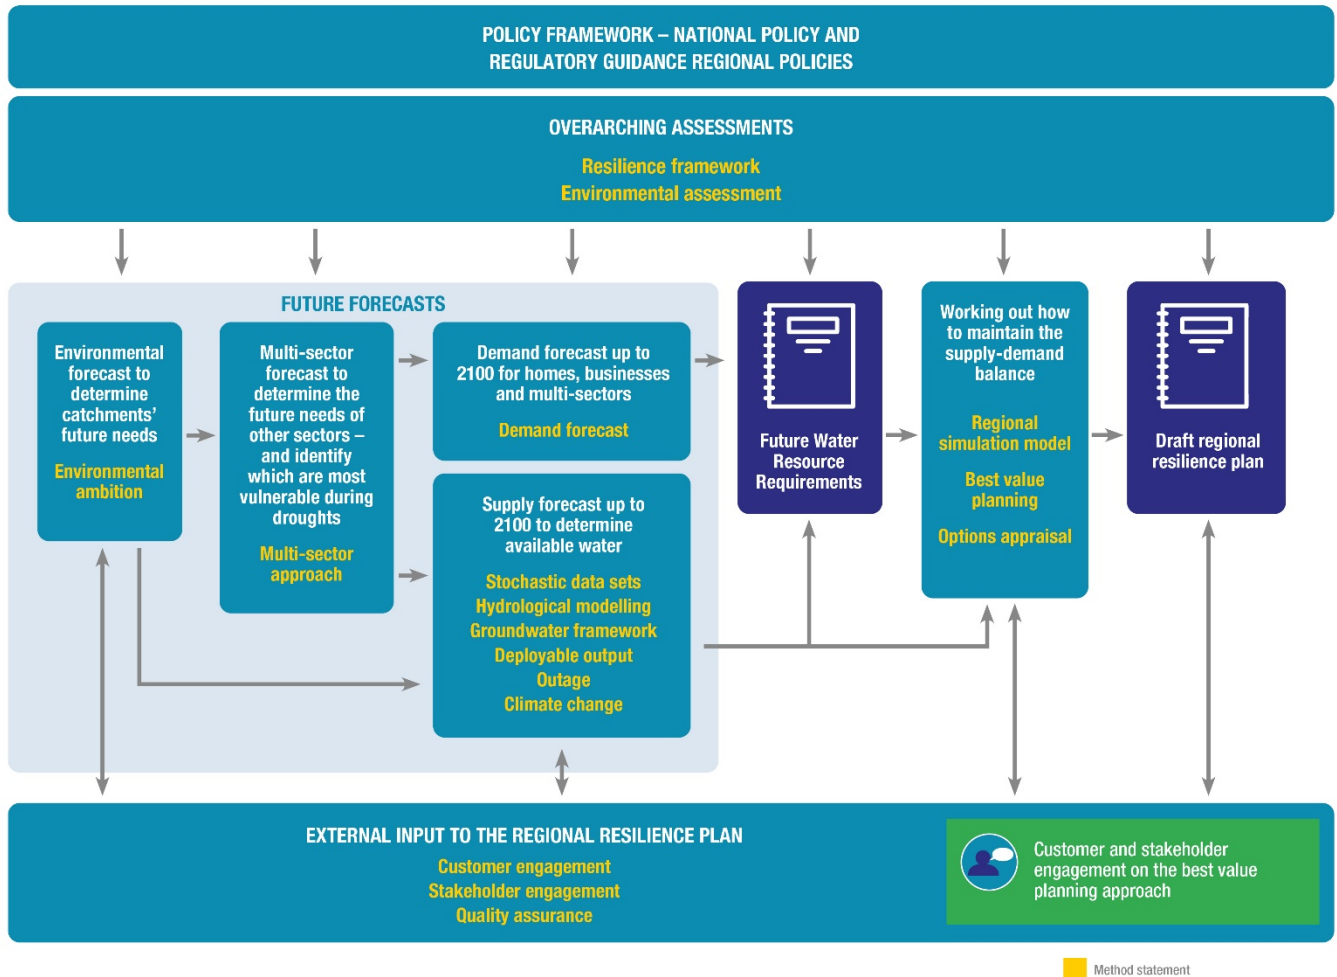 POLICY FRAMEWORK – NATIONAL POLICY AND
REGULATORY GUIDANCE REGIONAL POLICIES
OVERARCHING ASSESSMENTS
Resilience framework
Environmental assessment
FUTURE FORECASTS
Environmental
forecast to
determine
catchments’
future needs
Environmental
ambition
Multi-sector
forecast to
determine the
future needs of
other sectors –
and identify
which are most
vulnerable during
droughts
Multi-sector
approach
Demand forecast up to
2100 for homes, businesses
and multi-sectors
Demand forecast
Supply forecast up to
2100 to determine
available water
Stochastic data sets
Hydrological modelling
Groundwater framework
Deployable output
Outage
Climate change
Future Water
Resource
Requirements
Working out how
to maintain the
supply-demand
balance
Regional
simulation model
Best value
planning
Options appraisal
Draft regional
resilience plan
EXTERNAL INPUT TO THE REGIONAL RESILIENCE PLAN
Customer engagement
Stakeholder engagement
Quality assurance
Customer and stakeholder
engagement on the best value
planning approach
Method statement